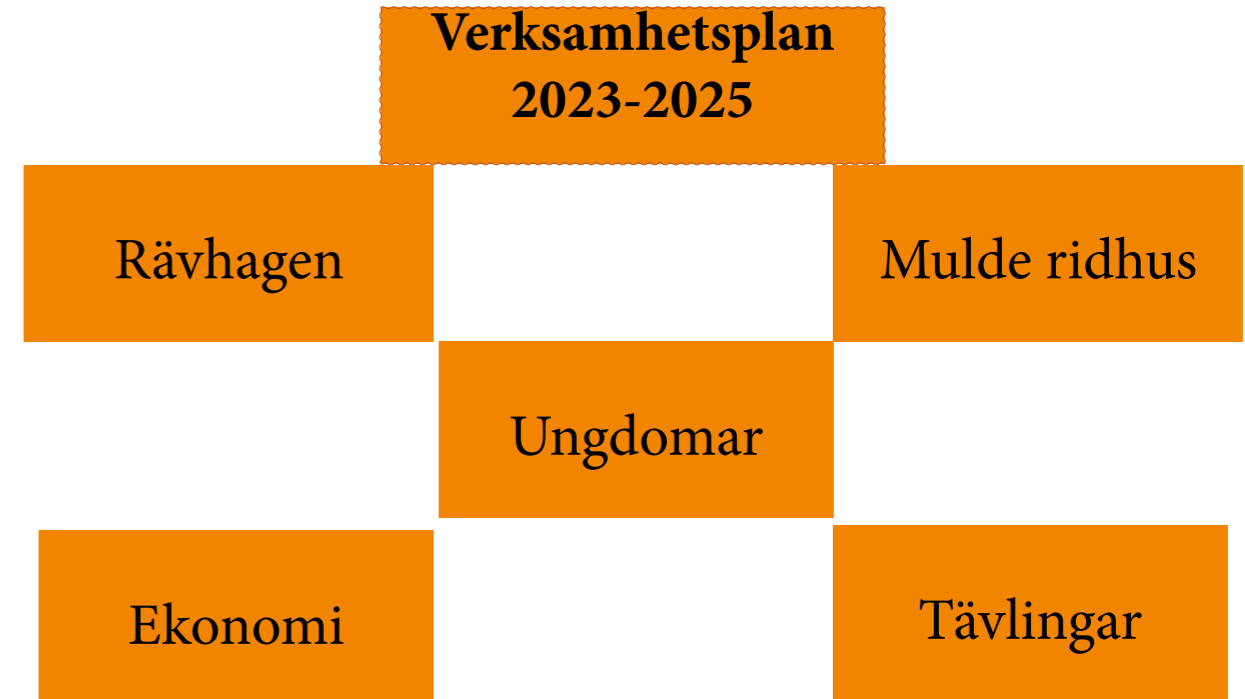 Verksamhetsplan
2023-2025
Rävhagen
Mulde ridhus
Ungdomar
Ekonomi
Tävlingar